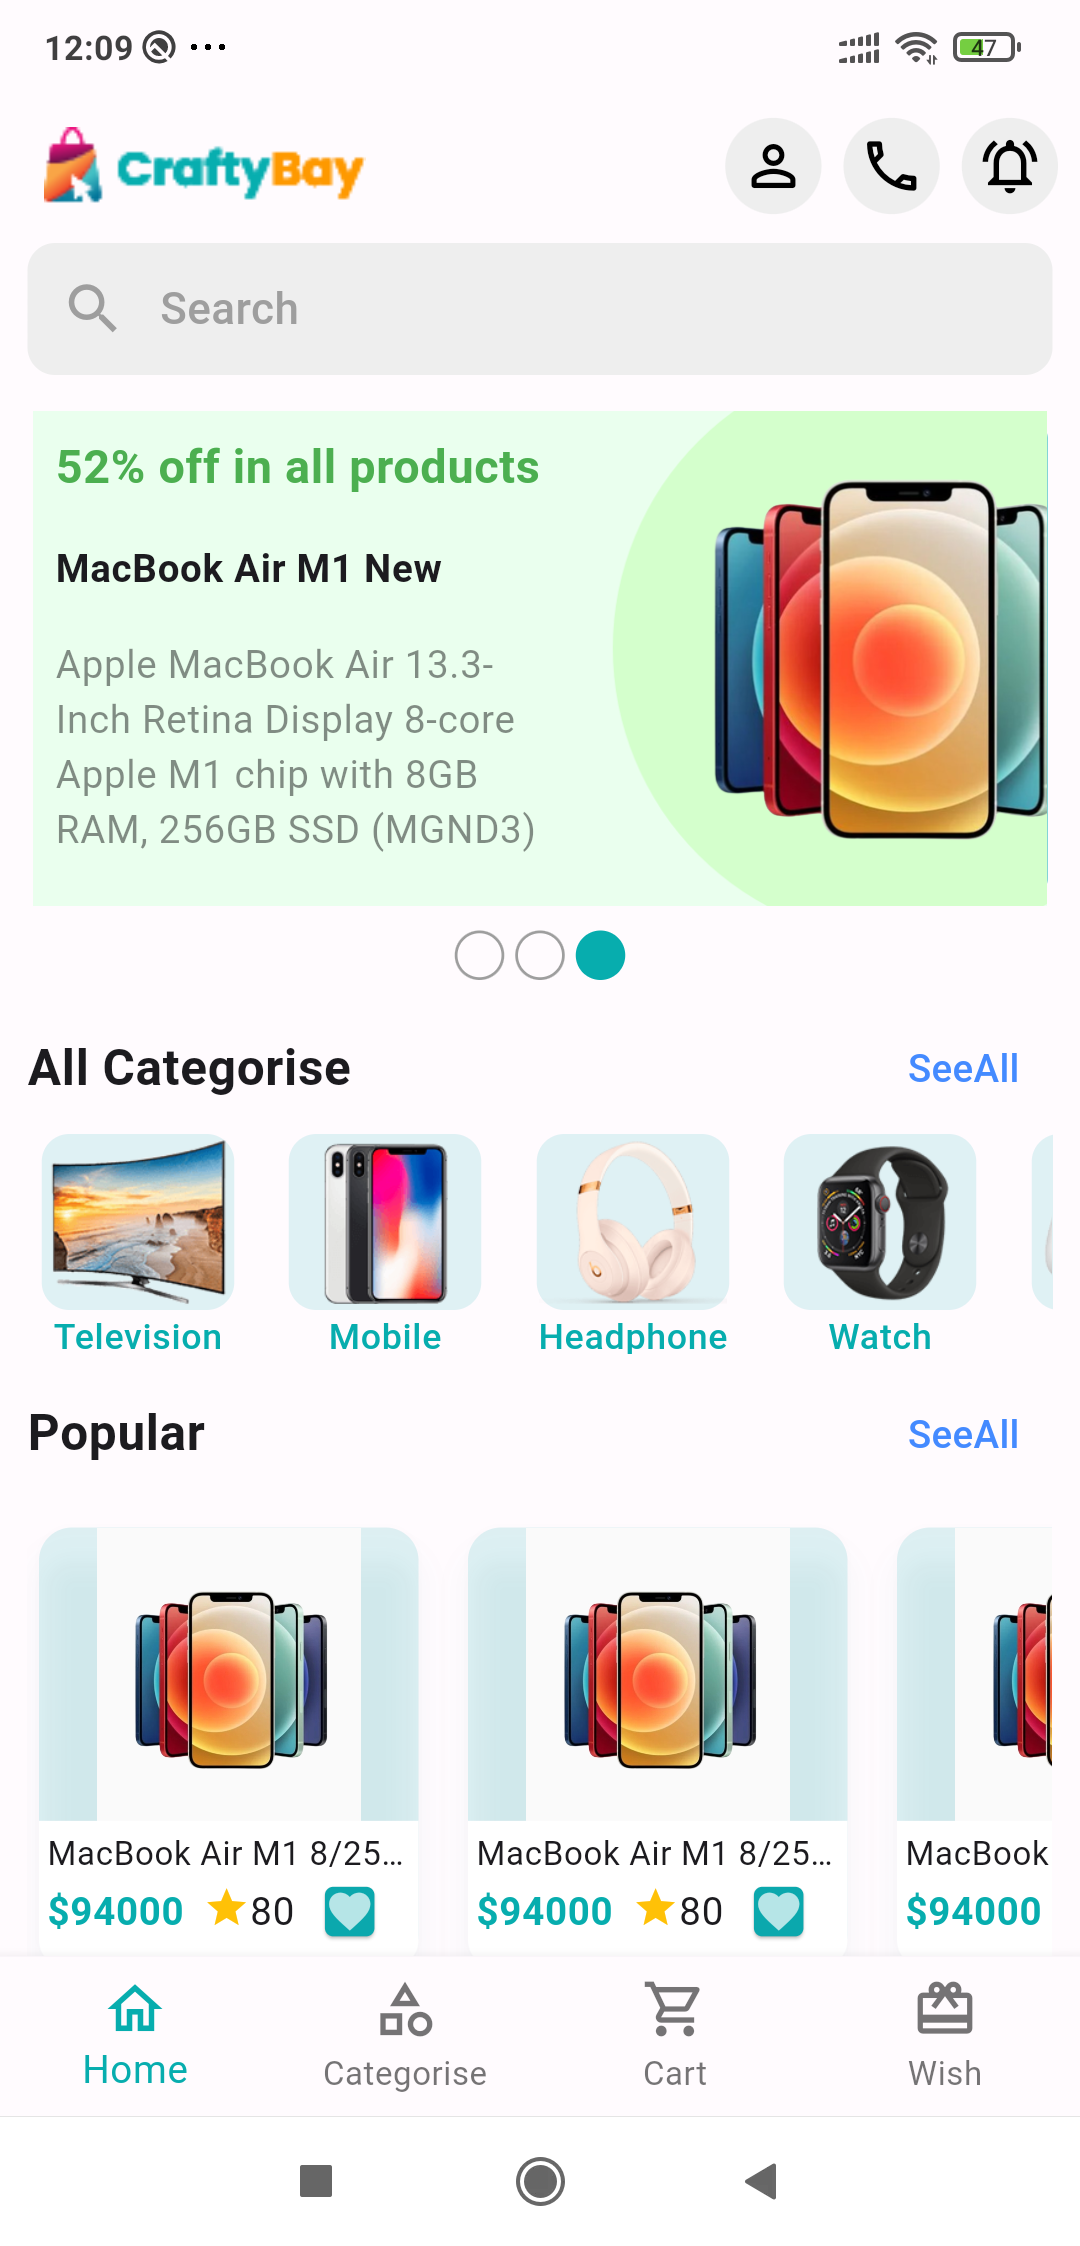 12:09
47
CraftyBay
Search
52% off in all products
MacBook Air M1 New
Apple MacBook Air 13.3-
Inch Retina Display 8-core
Apple M1 chip with 8GB
RAM, 256GB SSD (MGND3)
All Categorise
SeeAll
Television
Mobile
Headphone
Watch
Popular
SeeAll
MacBook Air M1 8/25...
MacBook Air M1 8/25...
MacBook
$94000
80
$94000
80
$94000
Home
Categorise
Cart
Wish